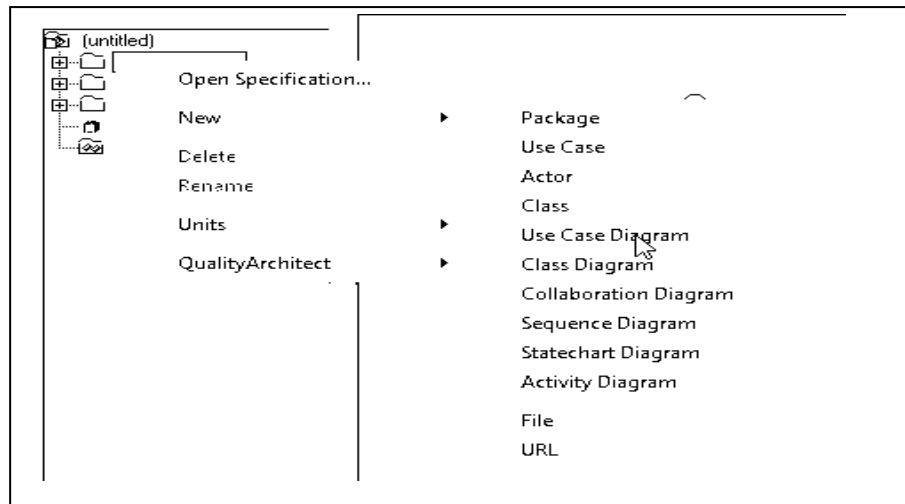 (untitled)
Open Specification...
New
Delete
Rename
Units
QualityArchitect
Package
Use Case
Actor
Class
Use Case Diagram
Class Diagram
Collaboration Diagram
Sequence Diagram
Statechart Diagram
Activity Diagram
File
URL